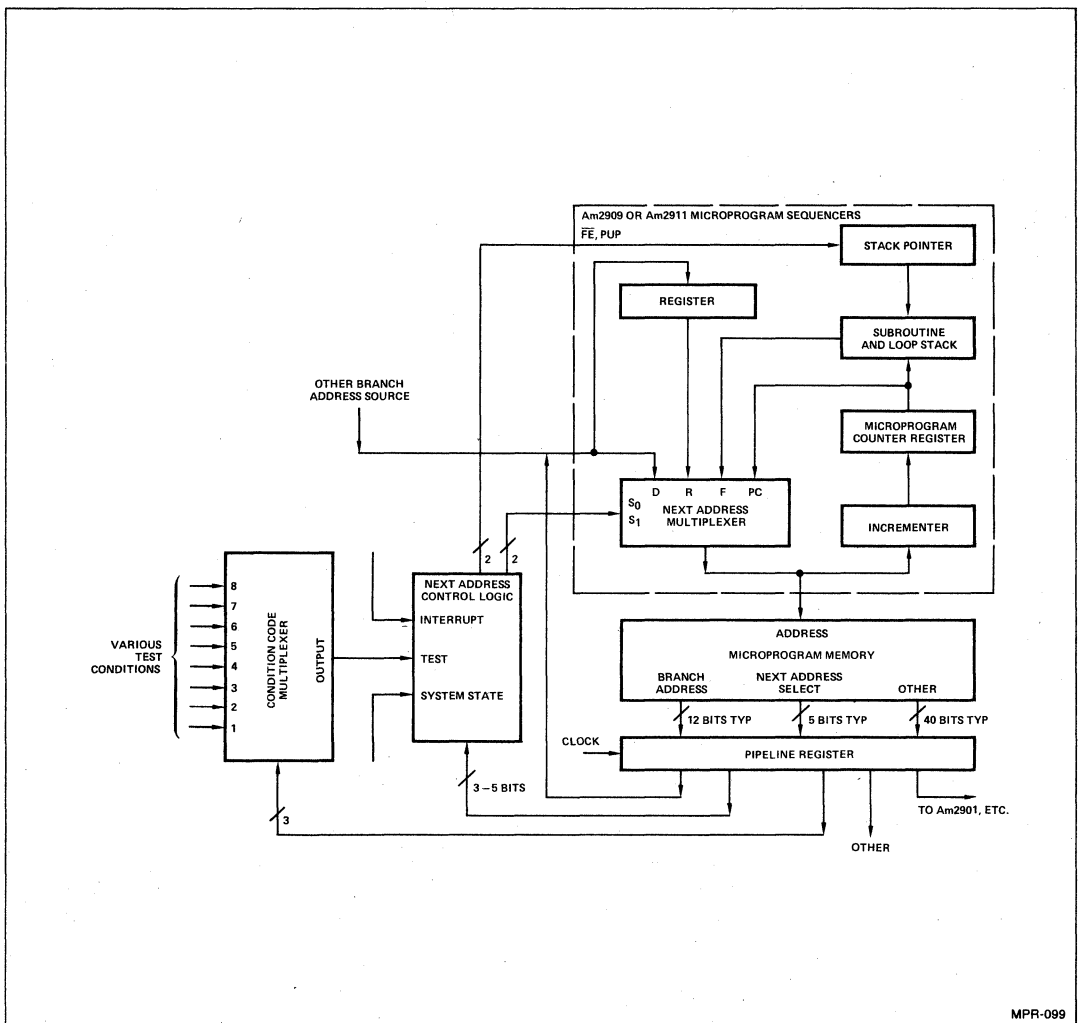 Am2909 OR Am2911 MICROPROGRAM SEQUENCERS
FE, PUP
STACK POINTER
REGISTER
SUBROUTINE
AND LOOP STACK
OTHER BRANCH
ADDRESS SOURCE
MICROPROGRAM
COUNTER REGISTER
D R F PC
S0
S1
NEXT ADDRESS
MULTIPLEXER
INCREMENTER
2
2
NEXT ADDRESS
CONTROL LOGIC
INTERRUPT
TEST
SYSTEM STATE
VARIOUS
TEST
CONDITIONS
8
7
6
5
4
3
2
1
CONDITION CODE
MULTIPLEXER
OUTPUT
ADDRESS
MICROPROGRAM MEMORY
BRANCH
ADDRESS
NEXT ADDRESS
SELECT
OTHER
12 BITS TYP
5 BITS TYP
40 BITS TYP
CLOCK
PIPELINE REGISTER
3–5 BITS
3
TO Am2901, ETC.
OTHER
MPR-099